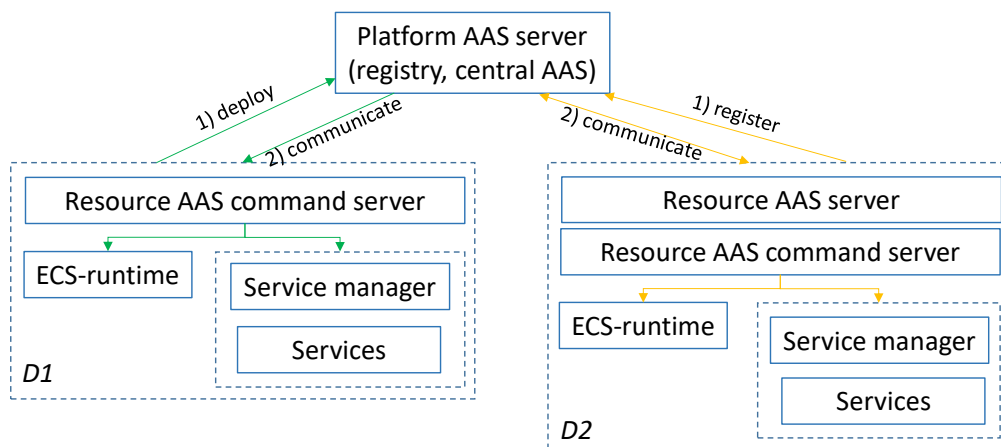 Platform AAS server
(registry, central AAS)
1) deploy
2) communicate
2) communicate
1) register
Resource AAS command server
ECS-runtime
Service manager
Services
D1
Resource AAS server
Resource AAS command server
ECS-runtime
Service manager
Services
D2